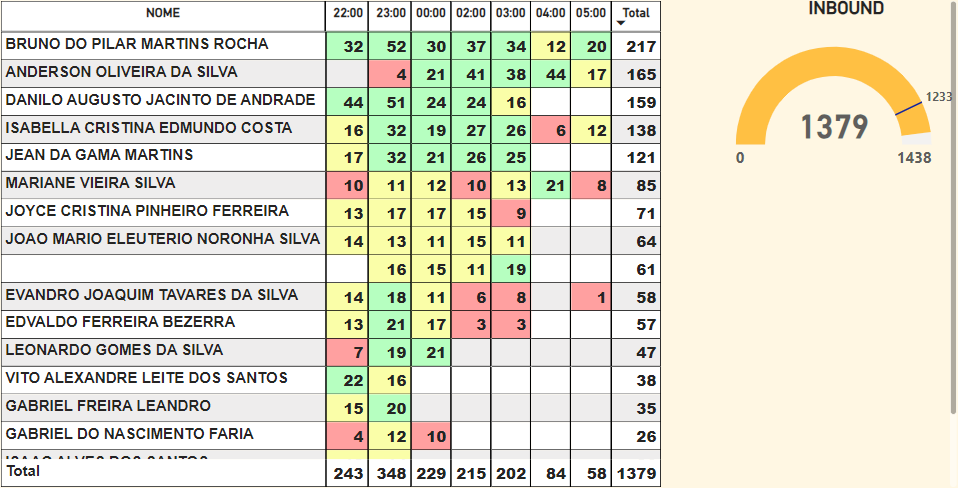 NOME 22:00 23:00 00:00 02:00 03:00 04:00 05:00 Total
BRUNO DO PILAR MARTINS ROCHA 32 52 30 37 34 12 20 217
ANDERSON OLIVEIRA DA SILVA 4 21 41 38 44 17 165
DANILO AUGUSTO JACINTO DE ANDRADE 44 51 24 24 16 159
ISABELLA CRISTINA EDMUNDO COSTA 16 32 19 27 26 6 12 138
JEAN DA GAMA MARTINS 17 32 21 26 25 121
MARIANE VIEIRA SILVA 10 11 12 10 13 21 8 85
JOYCE CRISTINA PINHEIRO FERREIRA 13 17 17 15 9 71
JOAO MARIO ELEUTERIO NORONHA SILVA 14 13 11 15 11 64
16 15 11 19 61
EVANDRO JOAQUIM TAVARES DA SILVA 14 18 11 6 8 1 58
EDVALDO FERREIRA BEZERRA 13 21 17 3 3 57
LEONARDO GOMES DA SILVA 7 19 21 47
VITO ALEXANDRE LEITE DOS SANTOS 22 16 38
GABRIEL FREIRA LEANDRO 15 20 35
GABRIEL DO NASCIMENTO FARIA 4 12 10 26
Total 243 348 229 215 202 84 58 1379
INBOUND
1233
1379
0 1438